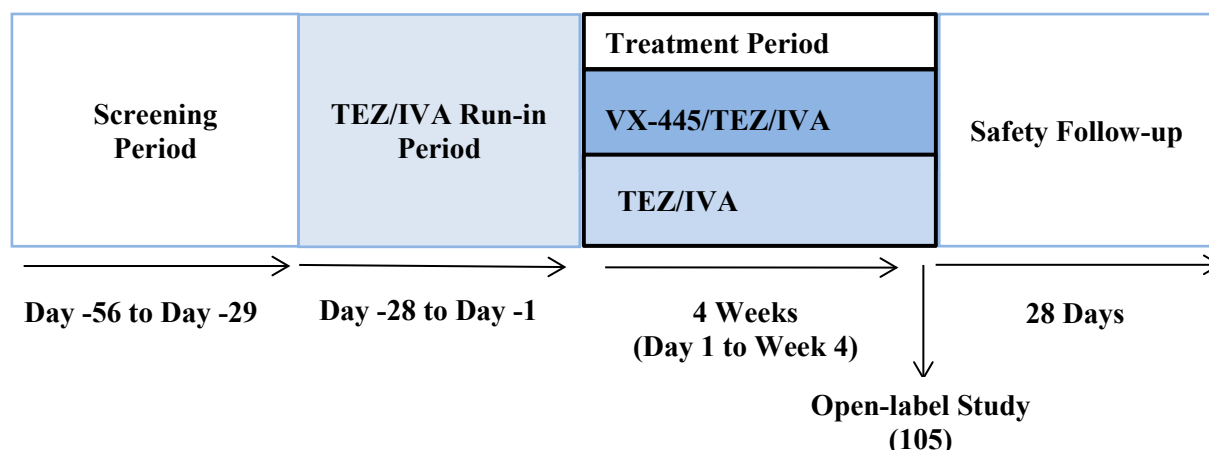 Screening
Period
TEZ/IVA Run-in
Period
Treatment Period
VX-445/TEZ/IVA
TEZ/IVA
Safety Follow-up
Day -56 to Day -29
Day -28 to Day -1
4 Weeks
(Day 1 to Week 4)
28 Days
Open-label Study
(105)